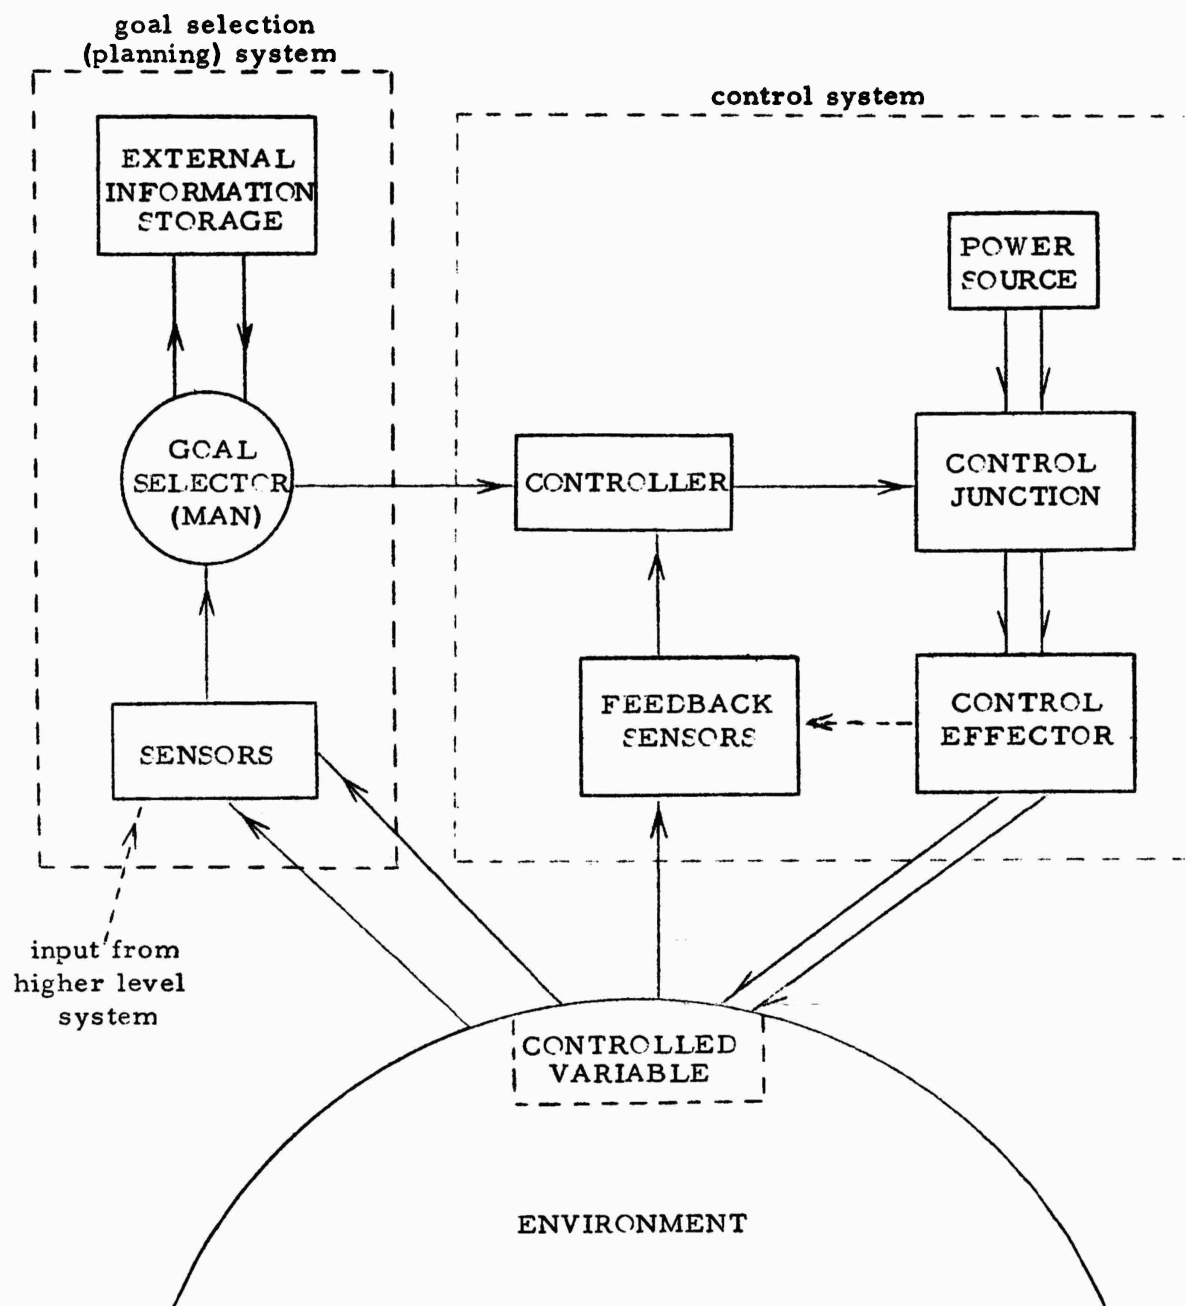 goal selection
(planning) system
control system
EXTERNAL
INFORMATION
STORAGE
POWER
SOURCE
GOAL
SELECTOR
(MAN)
CONTROLLER
CONTROL
JUNCTION
SENSORS
FEEDBACK
SENSORS
CONTROL
EFFECTOR
input from
higher level
system
CONTROLLED
VARIABLE
ENVIRONMENT